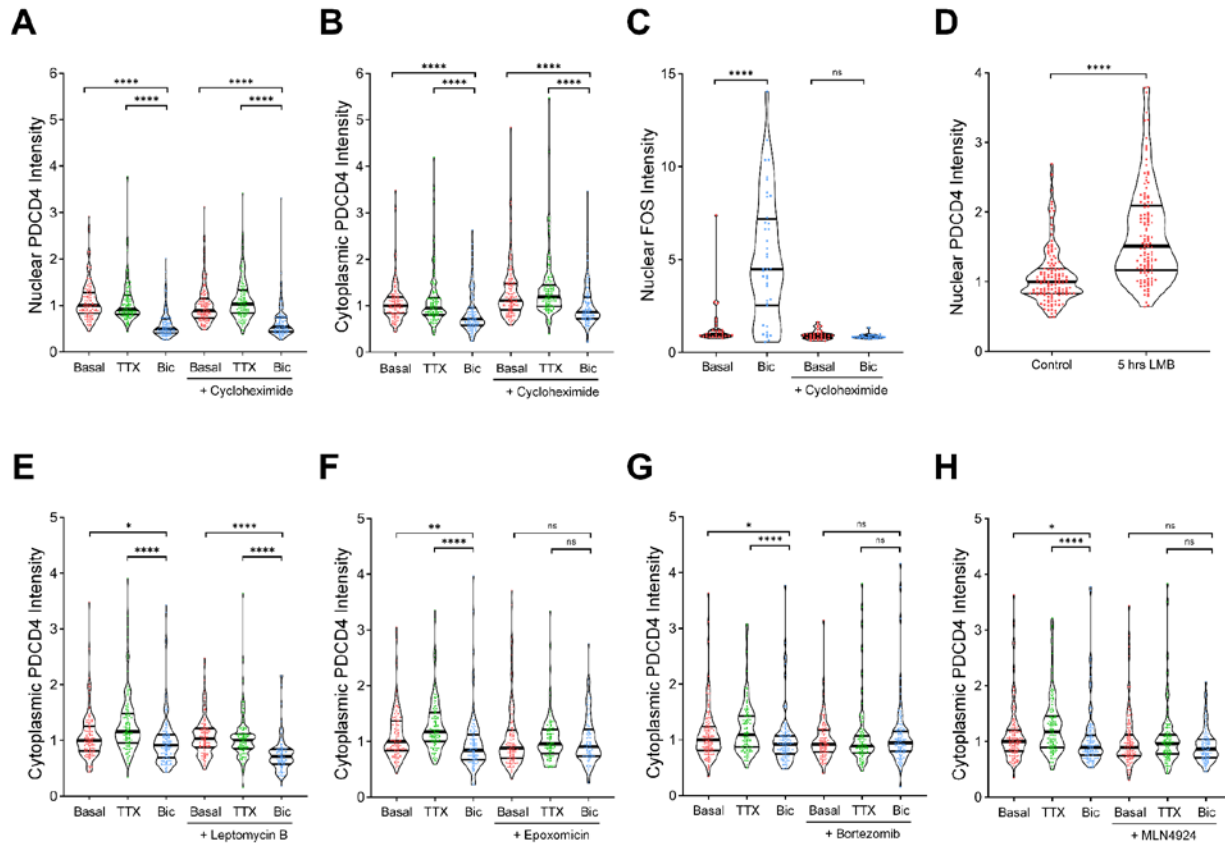 A
B
C
D
Nuclear PDCD4 Intensity
6
5
4
3
2
1
0
**** ****
**** ****
Basal TTX Bic Basal TTX Bic
+ Cycloheximide
Cytoplasmic PDCD4 Intensity
6
5
4
3
2
1
0
**** ****
**** ****
Basal TTX Bic Basal TTX Bic
+ Cycloheximide
Nuclear FOS Intensity
15
10
5
0
**** ns
Basal Bic Basal Bic
+ Cycloheximide
Nuclear PDCD4 Intensity
4
3
2
1
0
****
Control 5 hrs LMB
E
F
G
H
Cytoplasmic PDCD4 Intensity
5
4
3
2
1
0
* ****
**** ****
Basal TTX Bic Basal TTX Bic
+ Leptomycin B
Cytoplasmic PDCD4 Intensity
5
4
3
2
1
0
** ns
**** ns
Basal TTX Bic Basal TTX Bic
+ Epoxomicin
Cytoplasmic PDCD4 Intensity
5
4
3
2
1
0
* ns
**** ns
Basal TTX Bic Basal TTX Bic
+ Bortezomib
Cytoplasmic PDCD4 Intensity
5
4
3
2
1
0
* ns
**** ns
Basal TTX Bic Basal TTX Bic
+ MLN4924